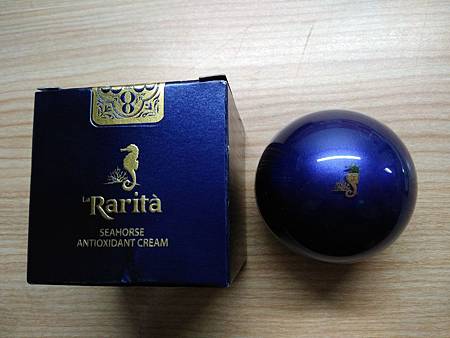 8
La Rarità
SEAHORSE
ANTIOXIDANT CREAM